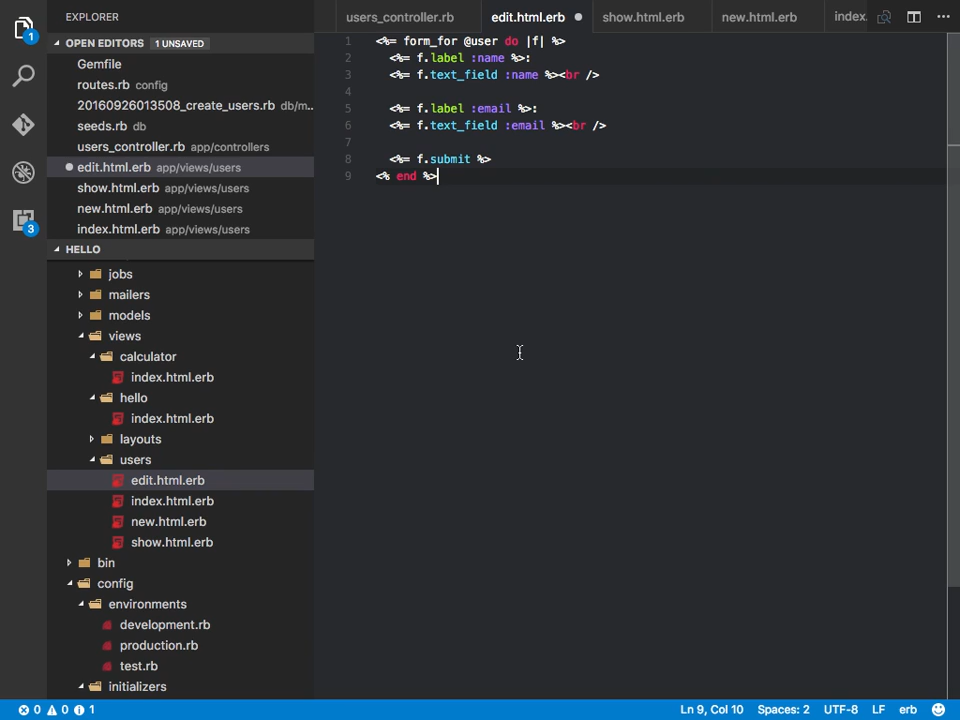 EXPLORER
users_controller.rb
edit.html.erb
show.html.erb
new.html.erb
index.
OPEN EDITORS 1 UNSAVED
Gemfile
routes.rb config
20160926013508_create_users.rb db/m...
seeds.rb db
users_controller.rb app/controllers
edit.html.erb app/views/users
show.html.erb app/views/users
new.html.erb app/views/users
index.html.erb app/views/users
HELLO
jobs
mailers
models
views
calculator
index.html.erb
hello
index.html.erb
layouts
users
edit.html.erb
index.html.erb
new.html.erb
show.html.erb
bin
config
environments
development.rb
production.rb
test.rb
initializers
1
3
1 <%= form_for @user do |f| %>
2 <%= f.label :name %>:
3 <%= f.text_field :name %><br />
4
5 <%= f.label :email %>:
6 <%= f.text_field :email %><br />
7
8 <%= f.submit %>
9 <% end %>
0 0 1
Ln 9, Col 10 Spaces: 2 UTF-8 LF erb